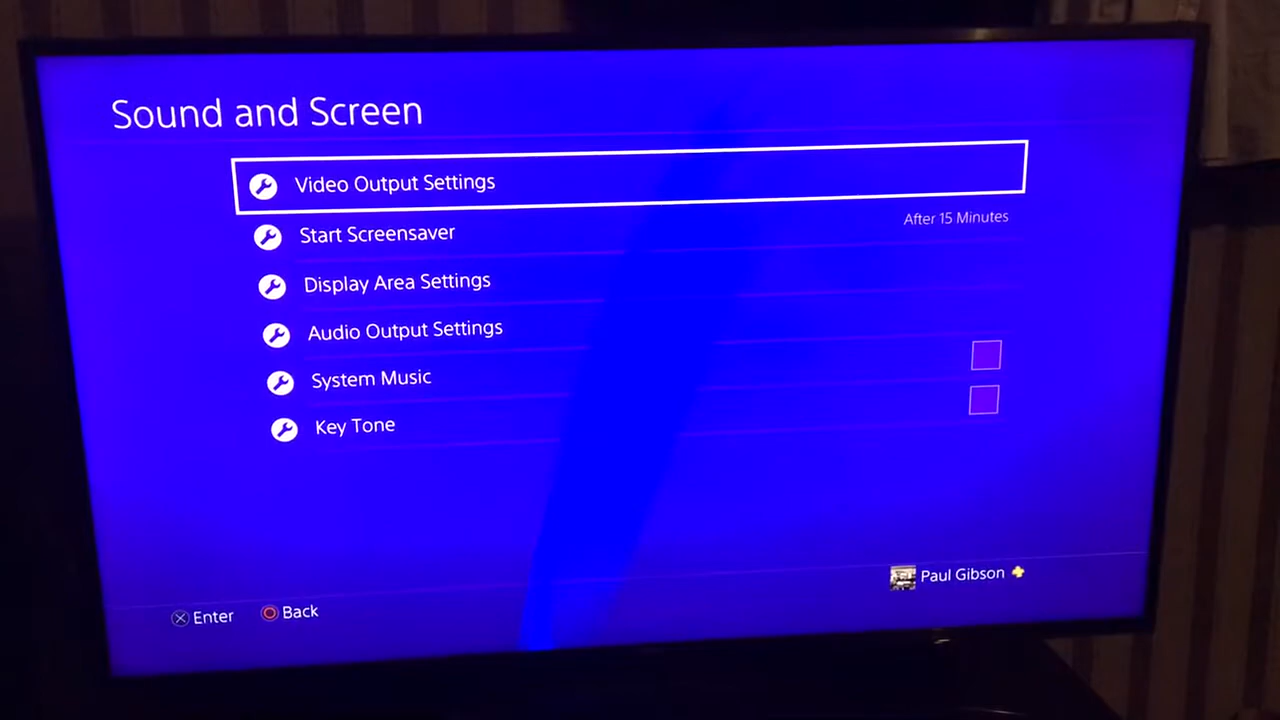 Sound and Screen
Video Output Settings
Start Screensaver
After 15 Minutes
Display Area Settings
Audio Output Settings
System Music
Key Tone
Paul Gibson
Enter
Back